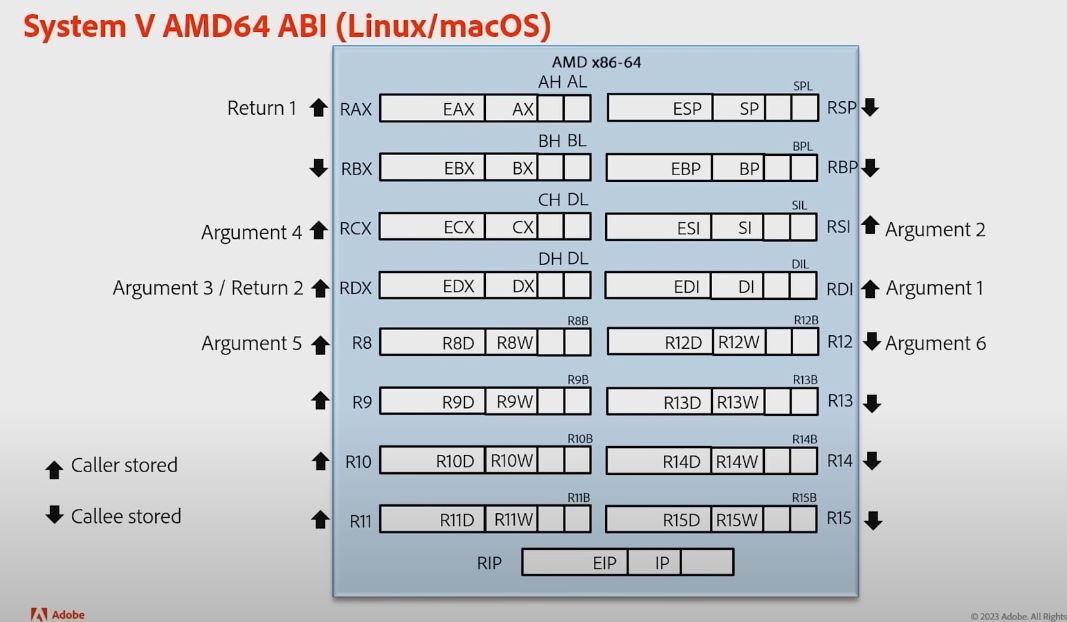 System V AMD64 ABI (Linux/macOS)
AMD x86-64
AH AL
SPL
Return 1 RAX EAX AX ESP SP RSP
BH BL
BPL
RBX EBX BX EBP BP RBP
CH DL
SIL
Argument 4 RCX ECX CX ESI SI RSI Argument 2
DH DL
DIL
Argument 3 / Return 2 RDX EDX DX EDI DI RDI Argument 1
R8B R12B
Argument 5 R8 R8D R8W R12D R12W R12 Argument 6
R9B R13B
R9 R9D R9W R13D R13W R13
R10B R14B
Caller stored R10 R10D R10W R14D R14W R14
R11B R15B
Callee stored R11 R11D R11W R15D R15W R15
RIP EIP IP
Adobe
© 2023 Adobe. All Rights